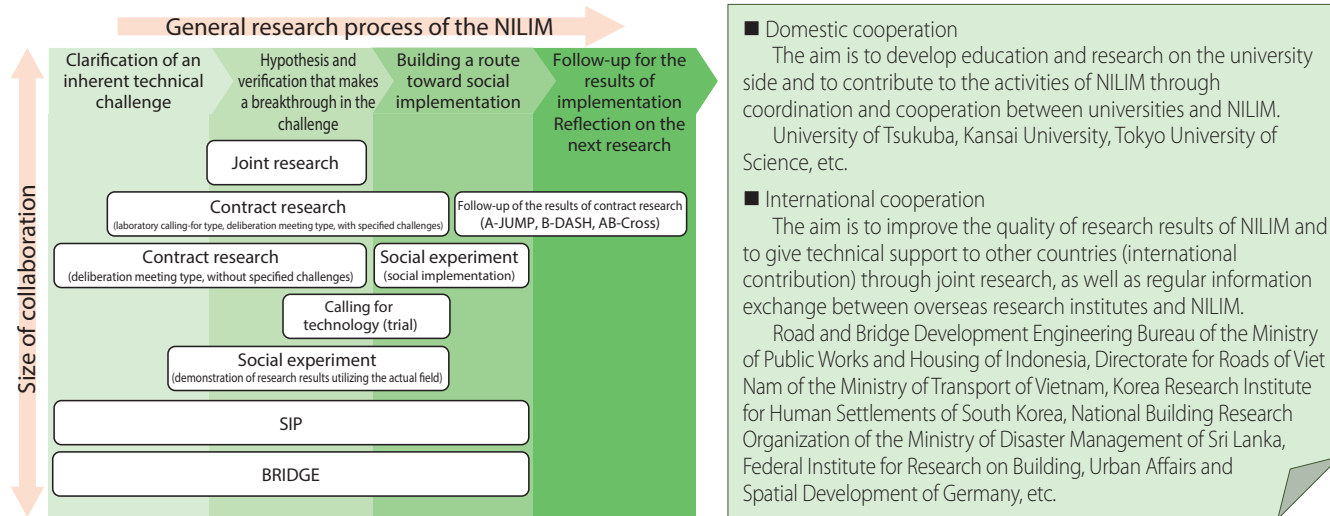 General research process of the NILIM
Size of collaboration
Clarification of an
inherent technical
challenge
Hypothesis and
verification that makes
a breakthrough in the
challenge
Building a route
toward social
implementation
Follow-up for the
results of
implementation
Reflection on the
next research
Joint research
Contract research
(laboratory calling-for type, deliberation meeting type, with specified challenges)
Follow-up of the results of contract research
(A-JUMP, B-DASH, AB-Cross)
Contract research
(deliberation meeting type, without specified challenges)
Social experiment
(social implementation)
Calling for
technology (trial)
Social experiment
(demonstration of research results utilizing the actual field)
SIP
BRIDGE
■ Domestic cooperation
The aim is to develop education and research on the university
side and to contribute to the activities of NILIM through
coordination and cooperation between universities and NILIM.
University of Tsukuba, Kansai University, Tokyo University of
Science, etc.
■ International cooperation
The aim is to improve the quality of research results of NILIM and
to give technical support to other countries (international
contribution) through joint research, as well as regular information
exchange between overseas research institutes and NILIM.
Road and Bridge Development Engineering Bureau of the Ministry
of Public Works and Housing of Indonesia, Directorate for Roads of Viet
Nam of the Ministry of Transport of Vietnam, Korea Research Institute
for Human Settlements of South Korea, National Building Research
Organization of the Ministry of Disaster Management of Sri Lanka,
Federal Institute for Research on Building, Urban Affairs and
Spatial Development of Germany, etc.